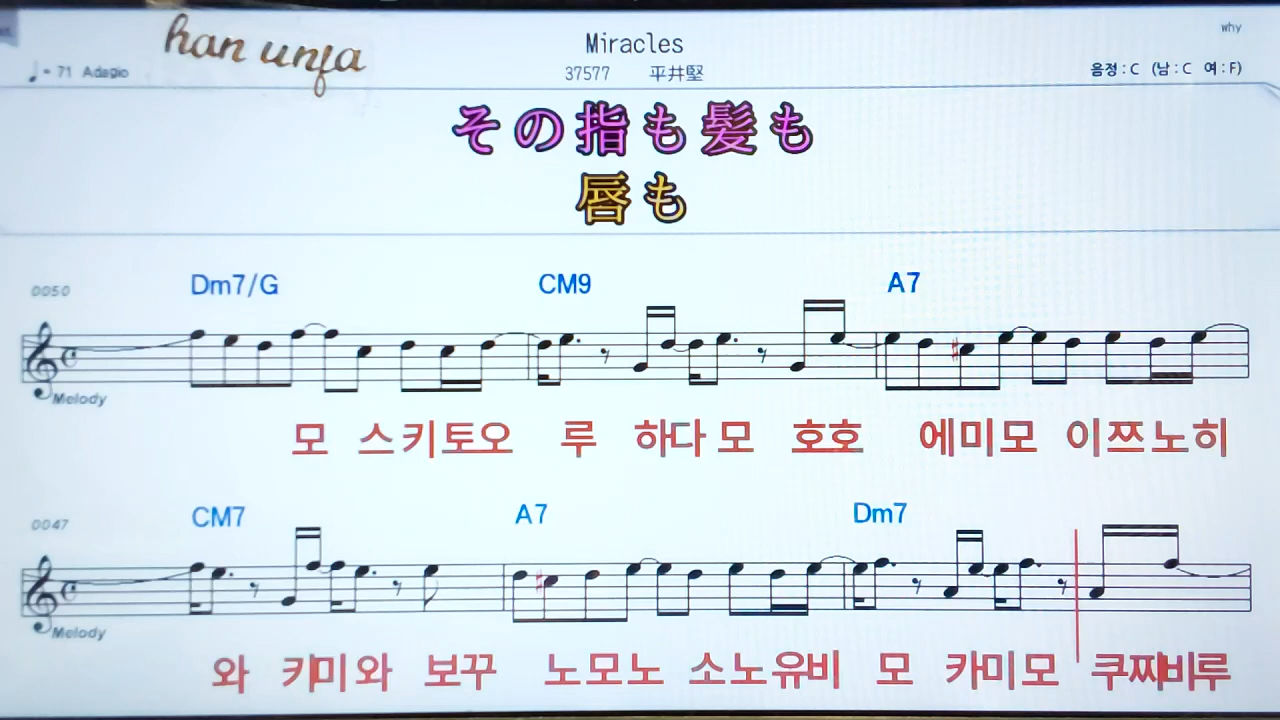 han unja
Miracles
why
♩= 71 Adagio
37577 平井堅
음정 : C (남 : C 여 : F)
その指も髪も
唇も
0050
Dm7/G CM9 A7
Melody
모 스키토오 루 하다 모 호호 에미모 이쯔노히
0047
CM7 A7 Dm7
Melody
와 키미와 보꾸 노모노 소노유비 모 카미모 쿠찌비루